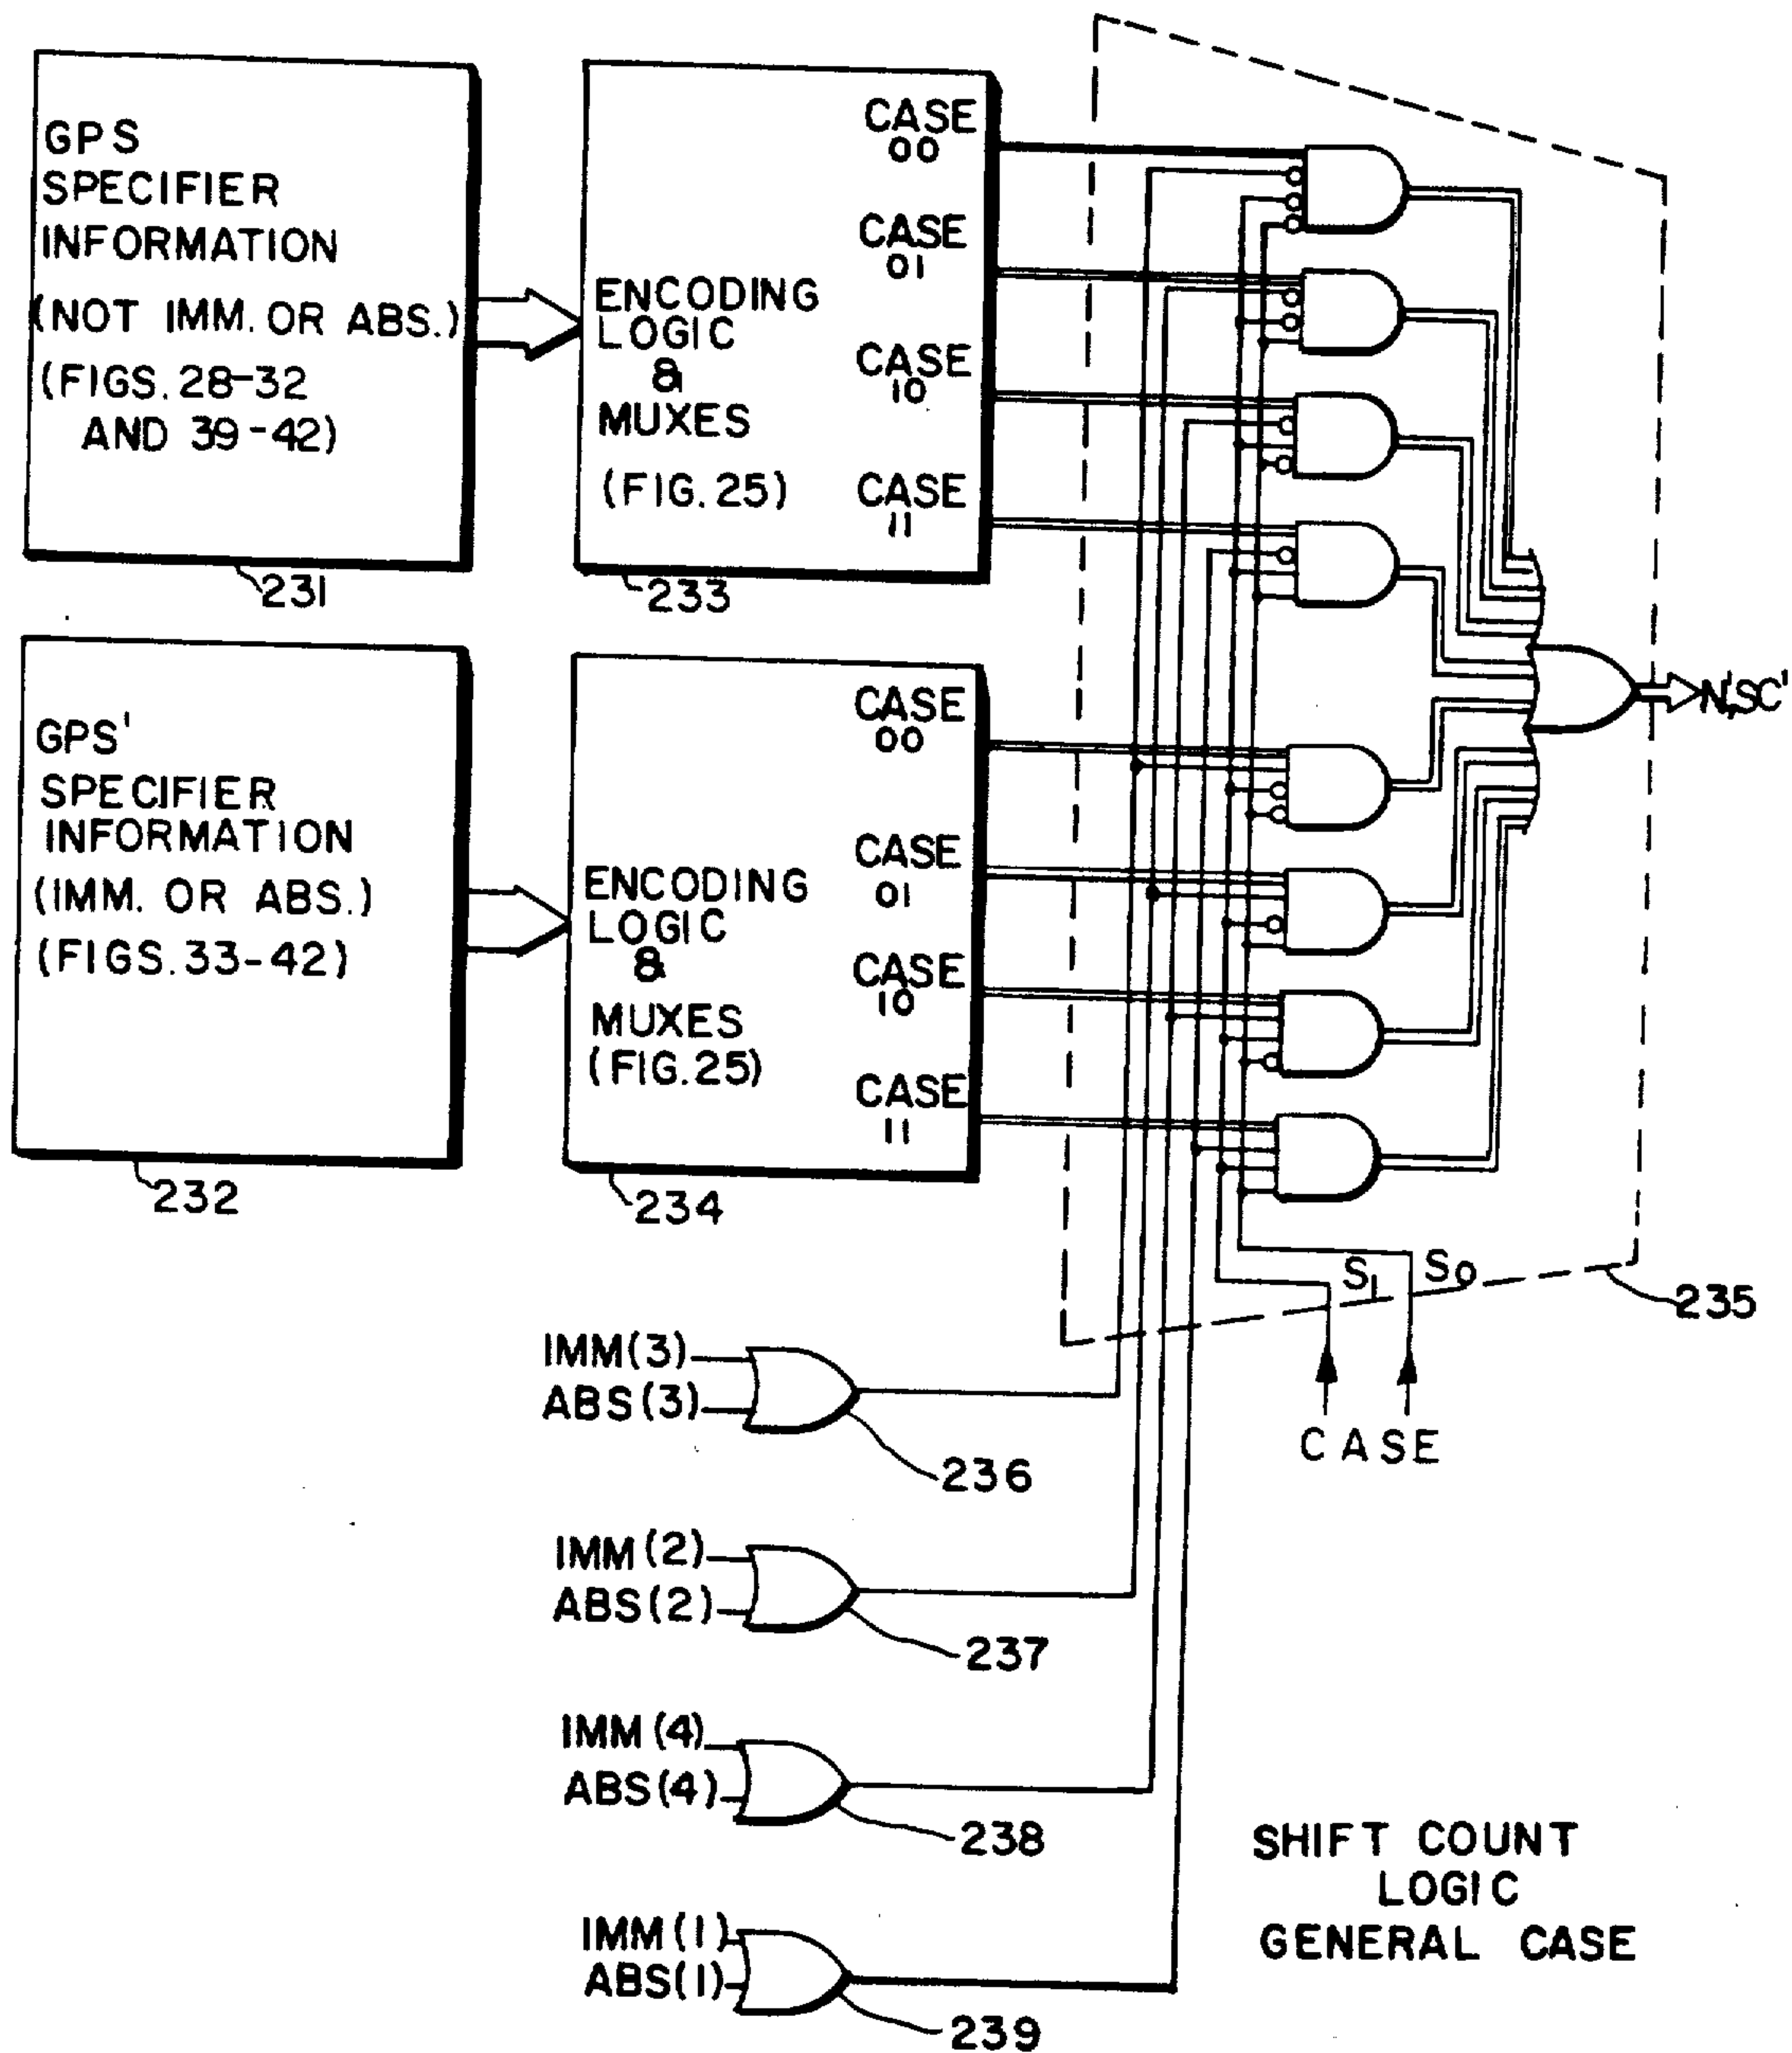 GPS
SPECIFIER
INFORMATION
(NOT IMM. OR ABS.)
(FIGS. 28-32
AND 39-42)
231
ENCODING
LOGIC
&
MUXES
(FIG. 25)
CASE
00
CASE
01
CASE
10
CASE
11
233
GPS'
SPECIFIER
INFORMATION
(IMM. OR ABS.)
(FIGS. 33-42)
232
ENCODING
LOGIC
&
MUXES
(FIG. 25)
CASE
00
CASE
01
CASE
10
CASE
11
234
N',SC'
S1 S0
235
CASE
IMM(3)
ABS(3)
236
IMM(2)
ABS(2)
237
IMM(4)
ABS(4)
238
IMM(1)
ABS(1)
239
SHIFT COUNT
LOGIC
GENERAL CASE